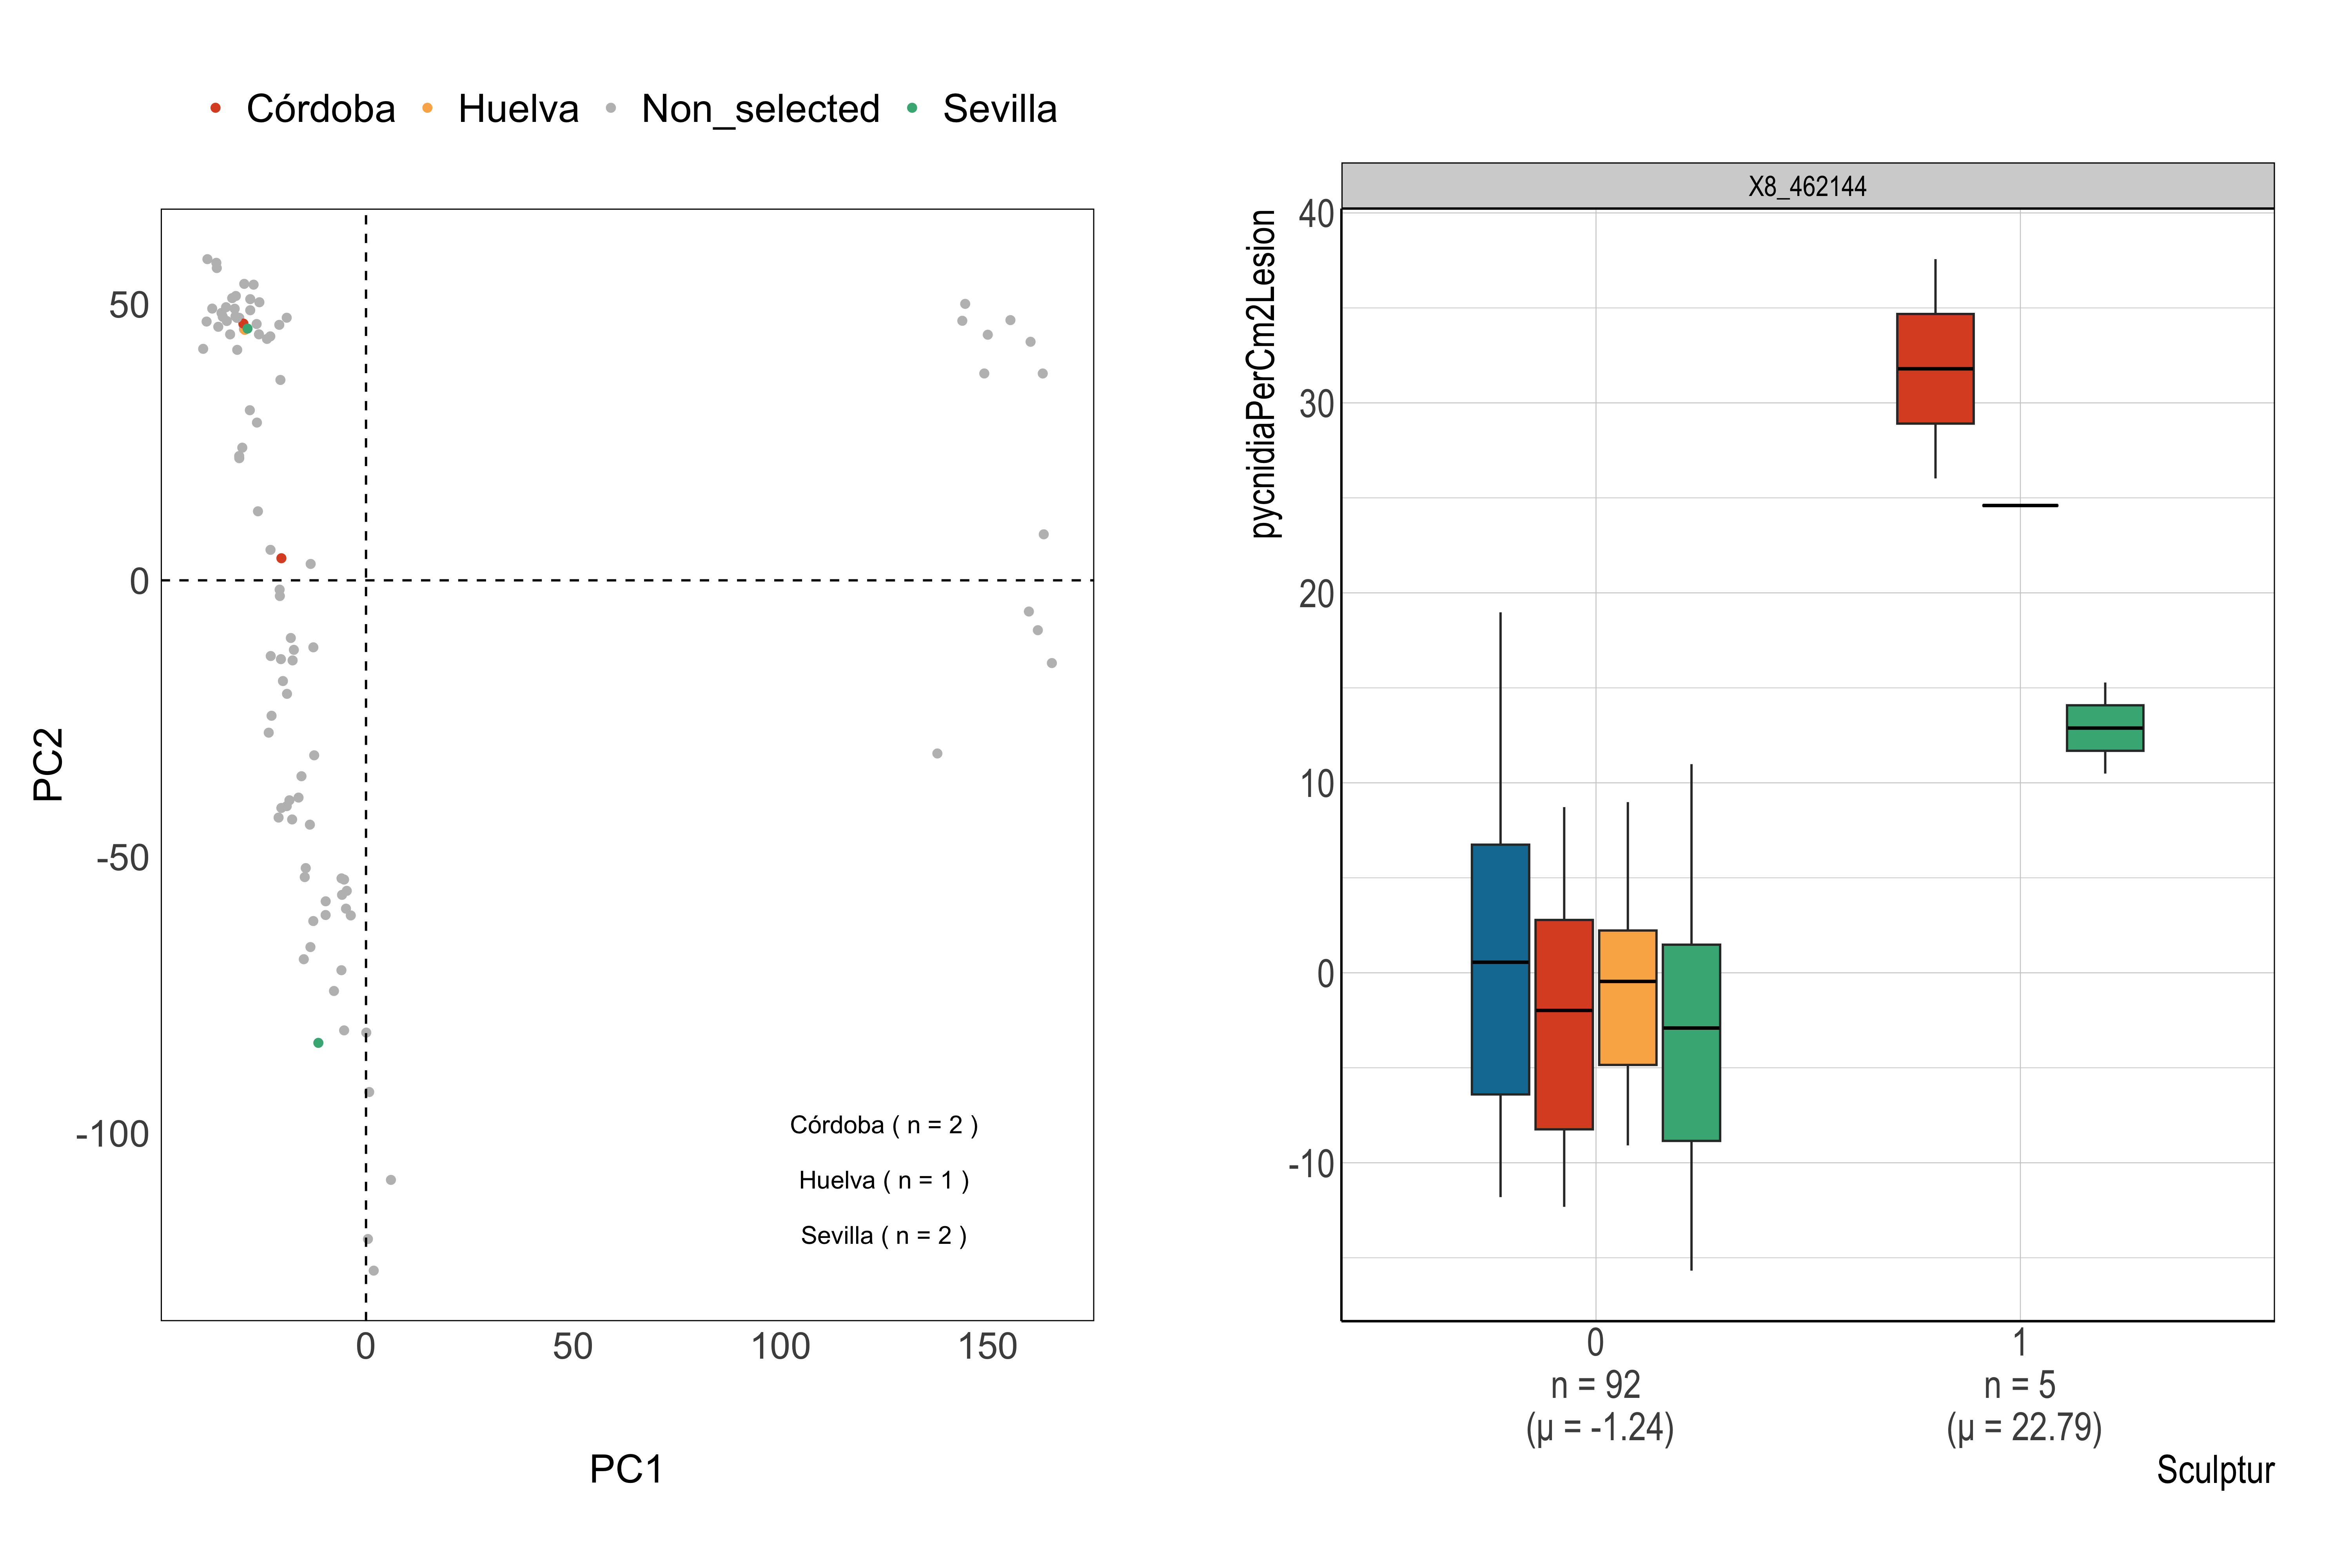 Córdoba Huelva Non_selected Sevilla
PC2
50
0
-50
-100
Córdoba ( n = 2 )
Huelva ( n = 1 )
Sevilla ( n = 2 )
0 50 100 150
PC1
X8_462144
pycnidiaPerCm2Lesion
40
30
20
10
0
-10
0 1
n = 92 n = 5
(μ = -1.24) (μ = 22.79)
Sculptur